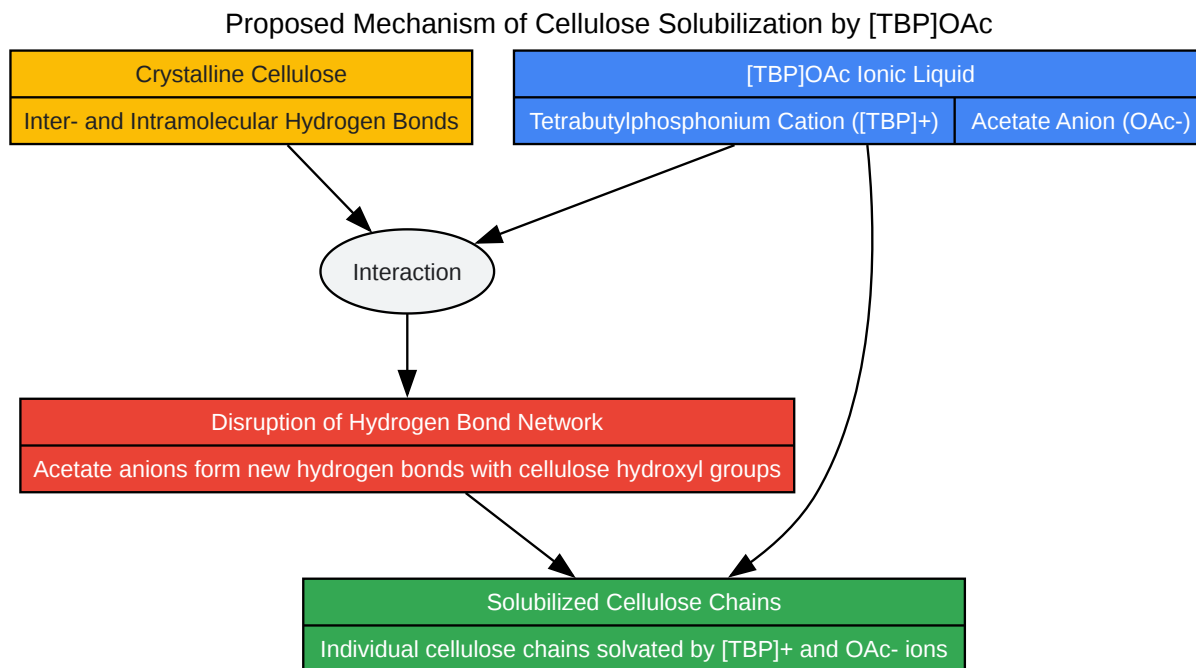 Proposed Mechanism of Cellulose Solubilization by [TBP]OAc
Crystalline Cellulose
Inter- and Intramolecular Hydrogen Bonds
[TBP]OAc Ionic Liquid
Tetrabutylphosphonium Cation ([TBP]+)
Acetate Anion (OAc-)
Interaction
Disruption of Hydrogen Bond Network
Acetate anions form new hydrogen bonds with cellulose hydroxyl groups
Solubilized Cellulose Chains
Individual cellulose chains solvated by [TBP]+ and OAc- ions